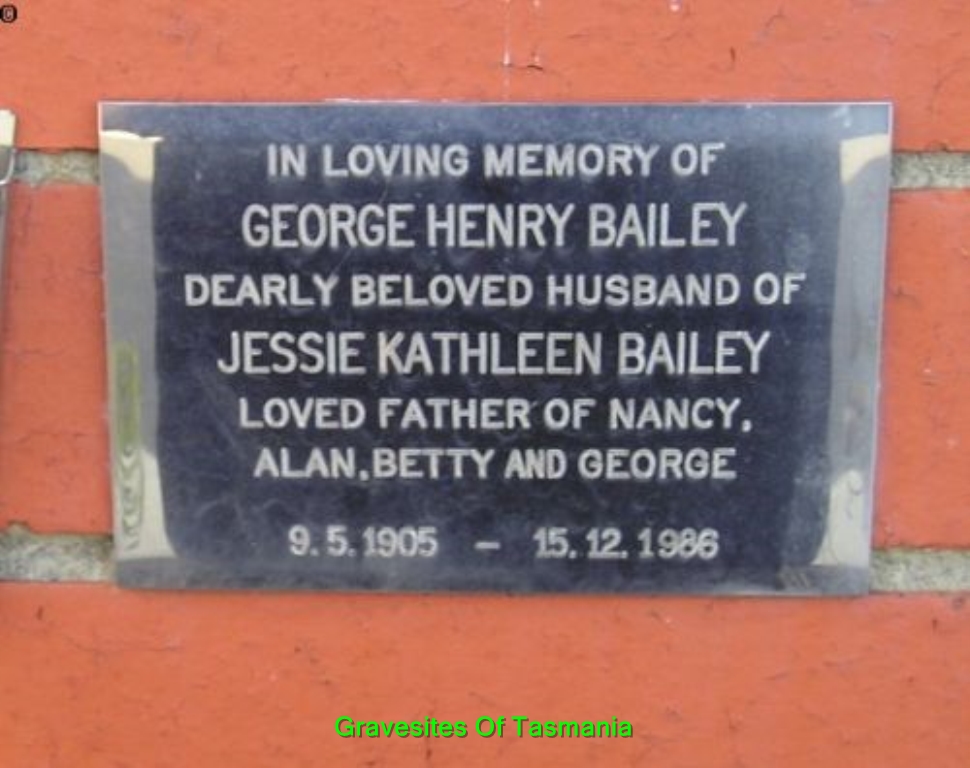 ©
IN LOVING MEMORY OF
GEORGE HENRY BAILEY
DEARLY BELOVED HUSBAND OF
JESSIE KATHLEEN BAILEY
LOVED FATHER OF NANCY,
ALAN, BETTY AND GEORGE
9.5.1905 – 15.12.1986
Gravesites Of Tasmania